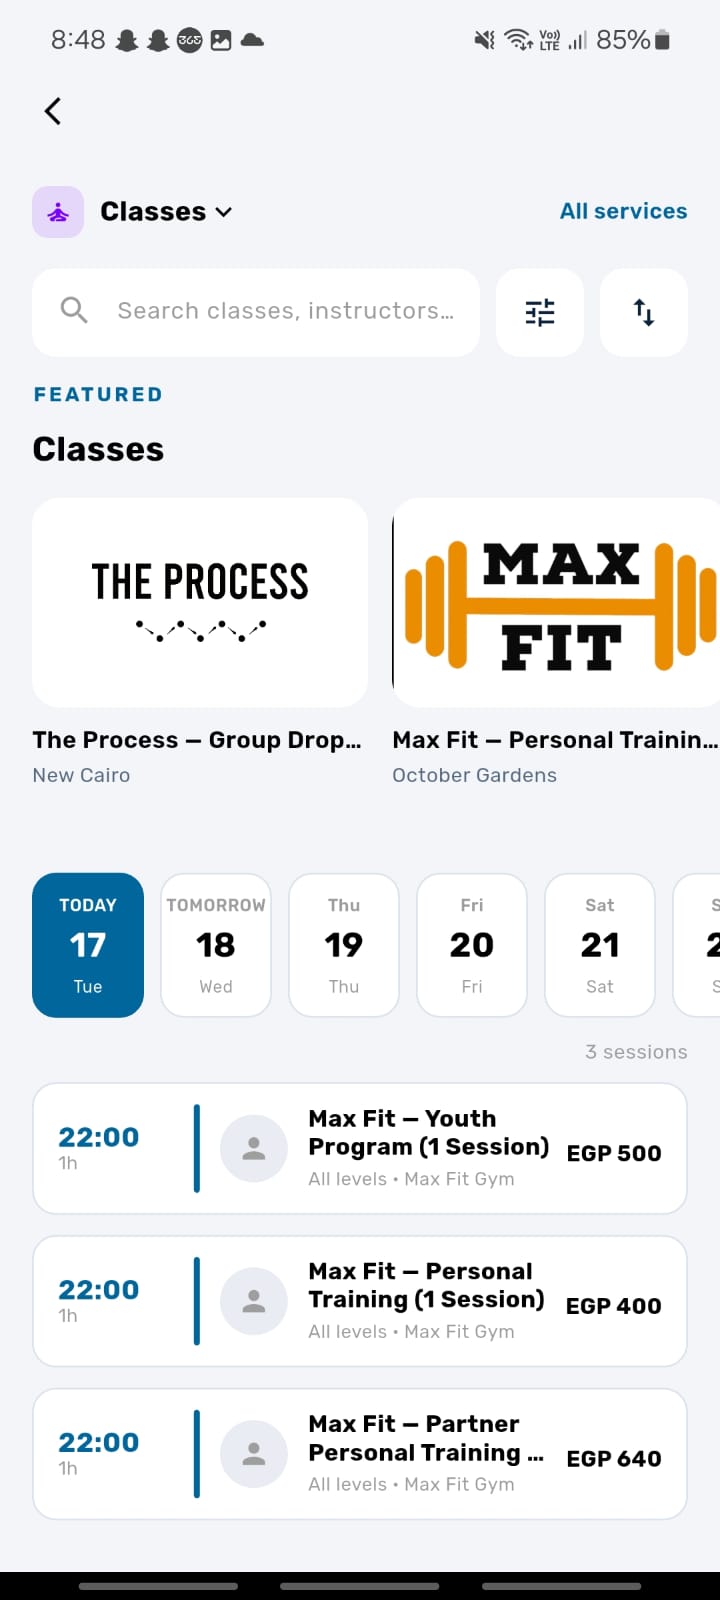 8:48
365
Vo))
LTE
85%
Classes
All services
Search classes, instructors…
FEATURED
Classes
THE PROCESS
MAX
FIT
The Process – Group Drop…
New Cairo
Max Fit – Personal Trainin…
October Gardens
TODAY
17
Tue
TOMORROW
18
Wed
Thu
19
Thu
Fri
20
Fri
Sat
21
Sat
S
2
S
3 sessions
22:00
1h
Max Fit – Youth
Program (1 Session)
All levels • Max Fit Gym
EGP 500
22:00
1h
Max Fit – Personal
Training (1 Session)
All levels • Max Fit Gym
EGP 400
22:00
1h
Max Fit – Partner
Personal Training ...
All levels • Max Fit Gym
EGP 640